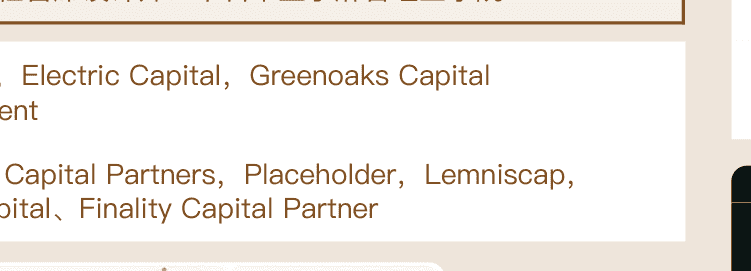 , Electric Capital, Greenoaks Capital
ent
Capital Partners, Placeholder, Lemniscap,
pital、Finality Capital Partner